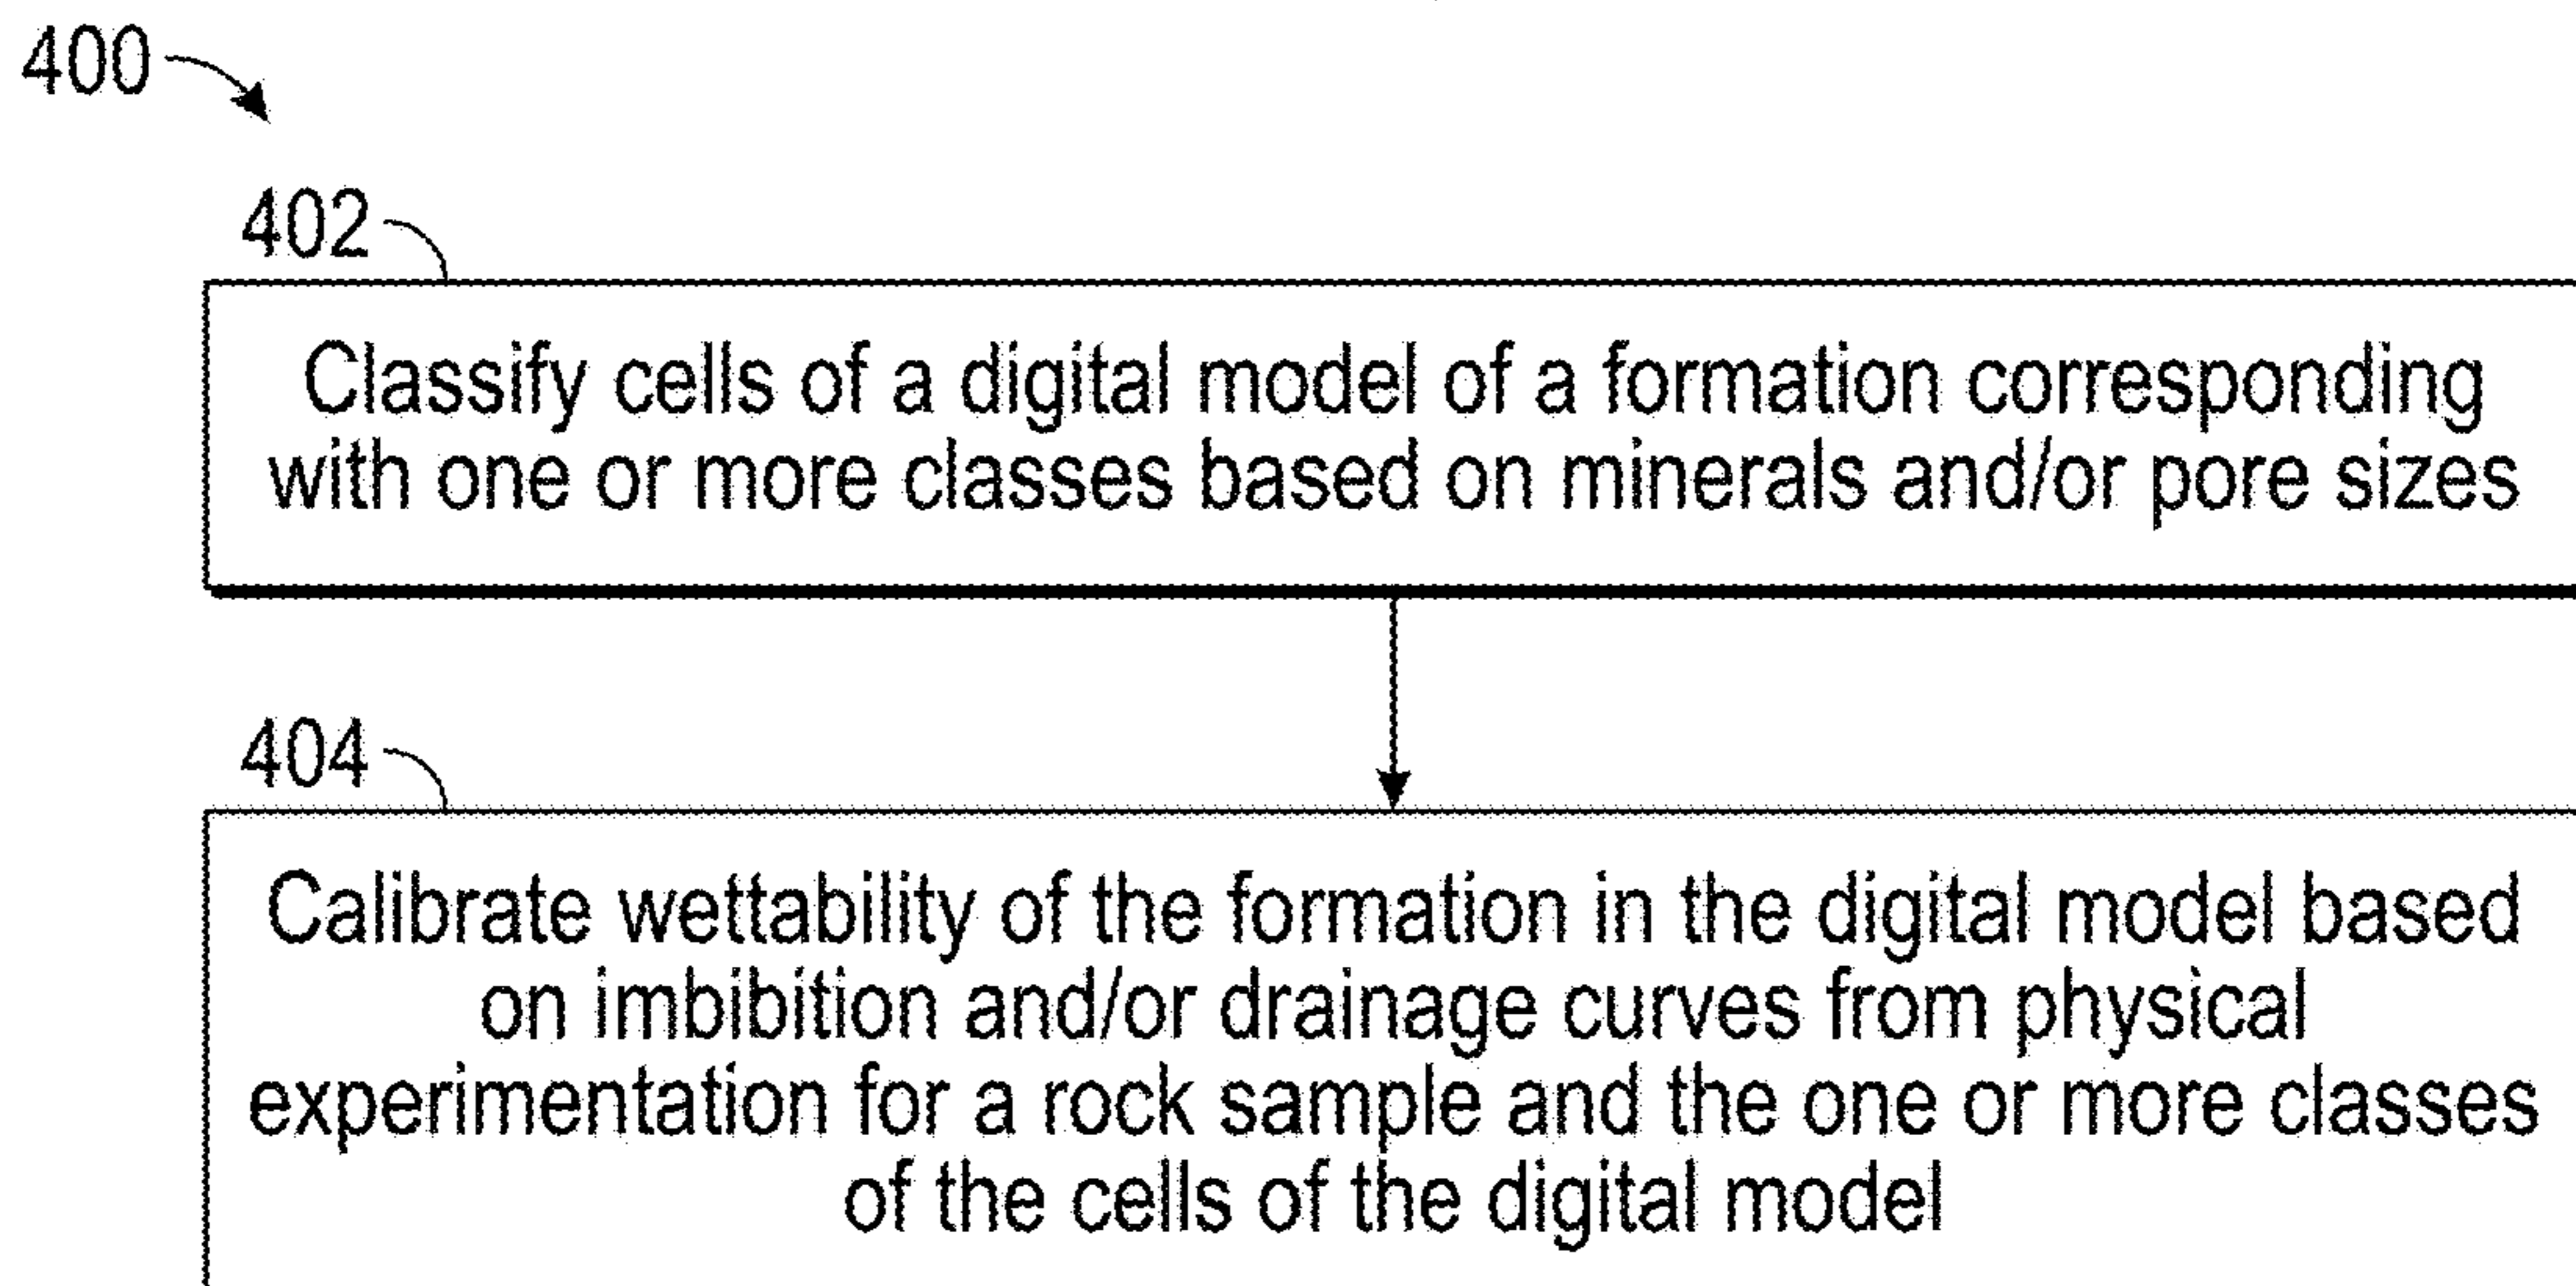 400
402
Classify cells of a digital model of a formation corresponding
with one or more classes based on minerals and/or pore sizes
404
Calibrate wettability of the formation in the digital model based
on imbibition and/or drainage curves from physical
experimentation for a rock sample and the one or more classes
of the cells of the digital model